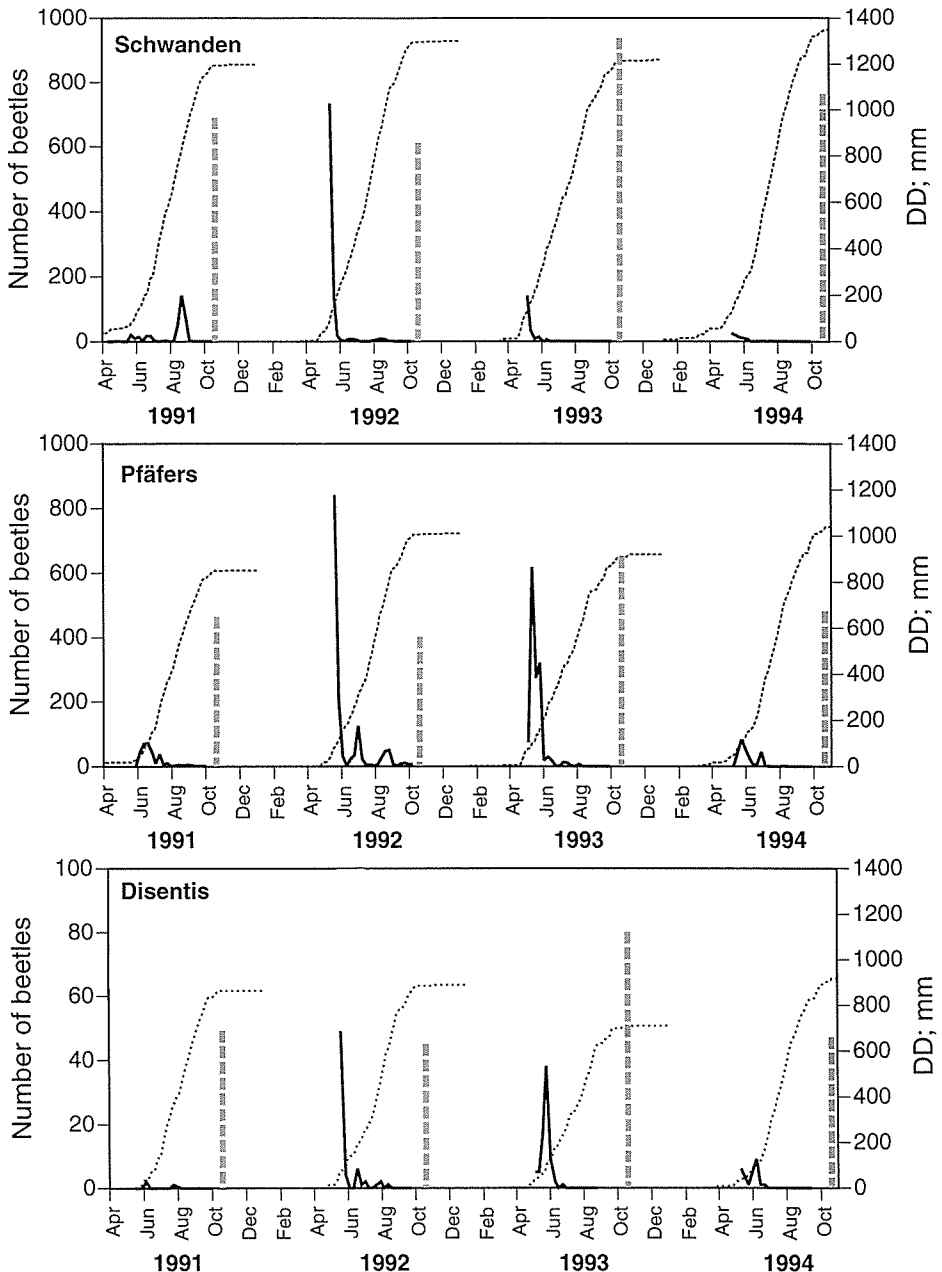 Schwanden
Number of beetles
DD; mm
1000
800
600
400
200
0
1400
1200
1000
800
600
400
200
0
Apr Jun Aug Oct Dec Feb Apr Jun Aug Oct Dec Feb Apr Jun Aug Oct Dec Feb Apr Jun Aug Oct
1991 1992 1993 1994
Pfäfers
Number of beetles
DD; mm
1000
800
600
400
200
0
1400
1200
1000
800
600
400
200
0
Apr Jun Aug Oct Dec Feb Apr Jun Aug Oct Dec Feb Apr Jun Aug Oct Dec Feb Apr Jun Aug Oct
1991 1992 1993 1994
Disentis
Number of beetles
DD; mm
100
80
60
40
20
0
1400
1200
1000
800
600
400
200
0
Apr Jun Aug Oct Dec Feb Apr Jun Aug Oct Dec Feb Apr Jun Aug Oct Dec Feb Apr Jun Aug Oct
1991 1992 1993 1994